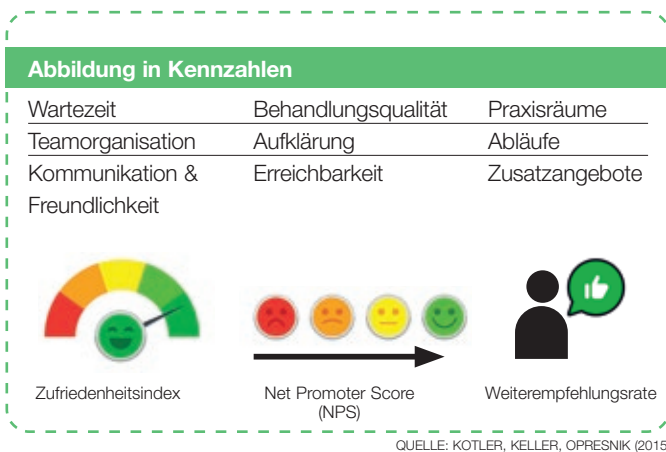 Abbildung in Kennzahlen
Wartezeit Behandlungsqualität Praxisräume
Teamorganisation Aufklärung Abläufe
Kommunikation & Erreichbarkeit Zusatzangebote
Freundlichkeit
Zufriedenheitsindex Net Promoter Score Weiterempfehlungsrate
(NPS)
QUELLE: KOTLER, KELLER, OPRESNIK (2015